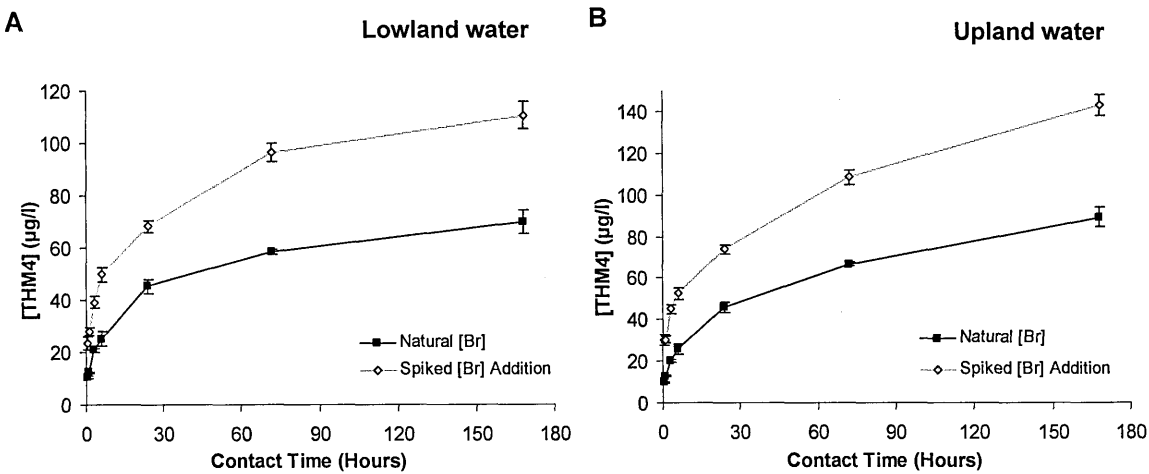 A
Lowland water
[THM4] (µg/l)
120
100
80
60
40
20
0
Natural [Br]
Spiked [Br] Addition
0 30 60 90 120 150 180
Contact Time (Hours)
B
Upland water
[THM4] (µg/l)
140
120
100
80
60
40
20
0
Natural [Br]
Spiked [Br] Addition
0 30 60 90 120 150 180
Contact Time (Hours)